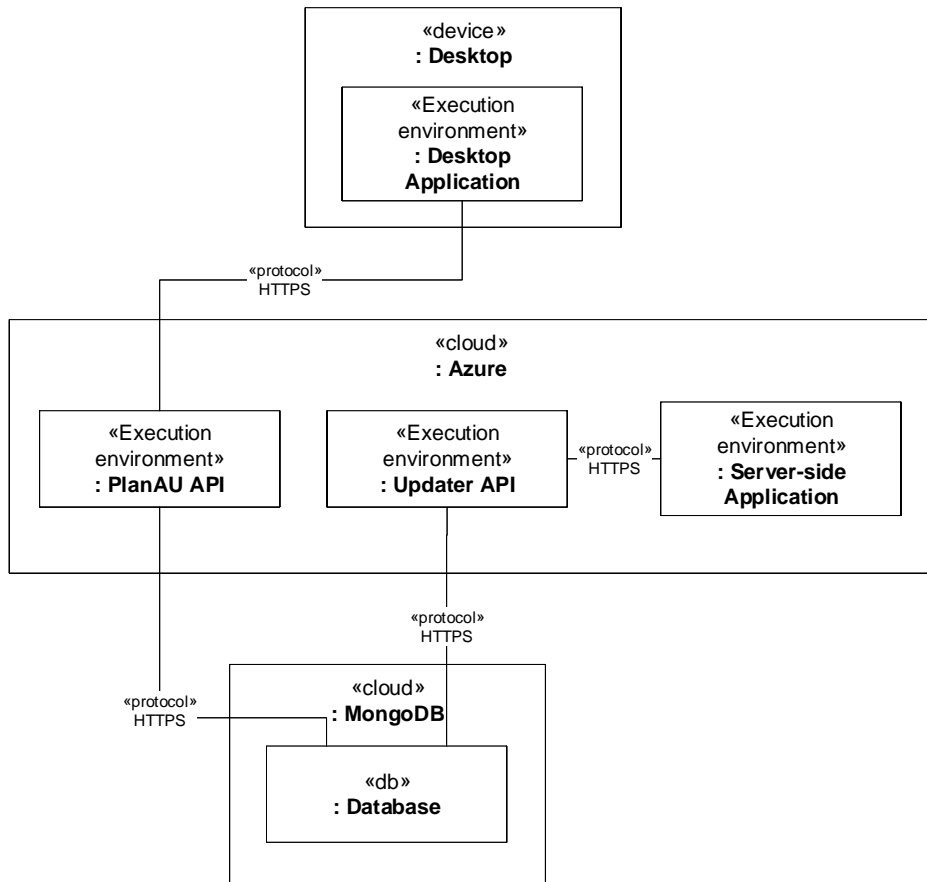 «device»
: Desktop
«Execution
environment»
: Desktop
Application
«protocol»
HTTPS
«cloud»
: Azure
«Execution
environment»
: PlanAU API
«Execution
environment»
: Updater API
«protocol»
HTTPS
«Execution
environment»
: Server-side
Application
«protocol»
HTTPS
«protocol»
HTTPS
«cloud»
: MongoDB
«db»
: Database